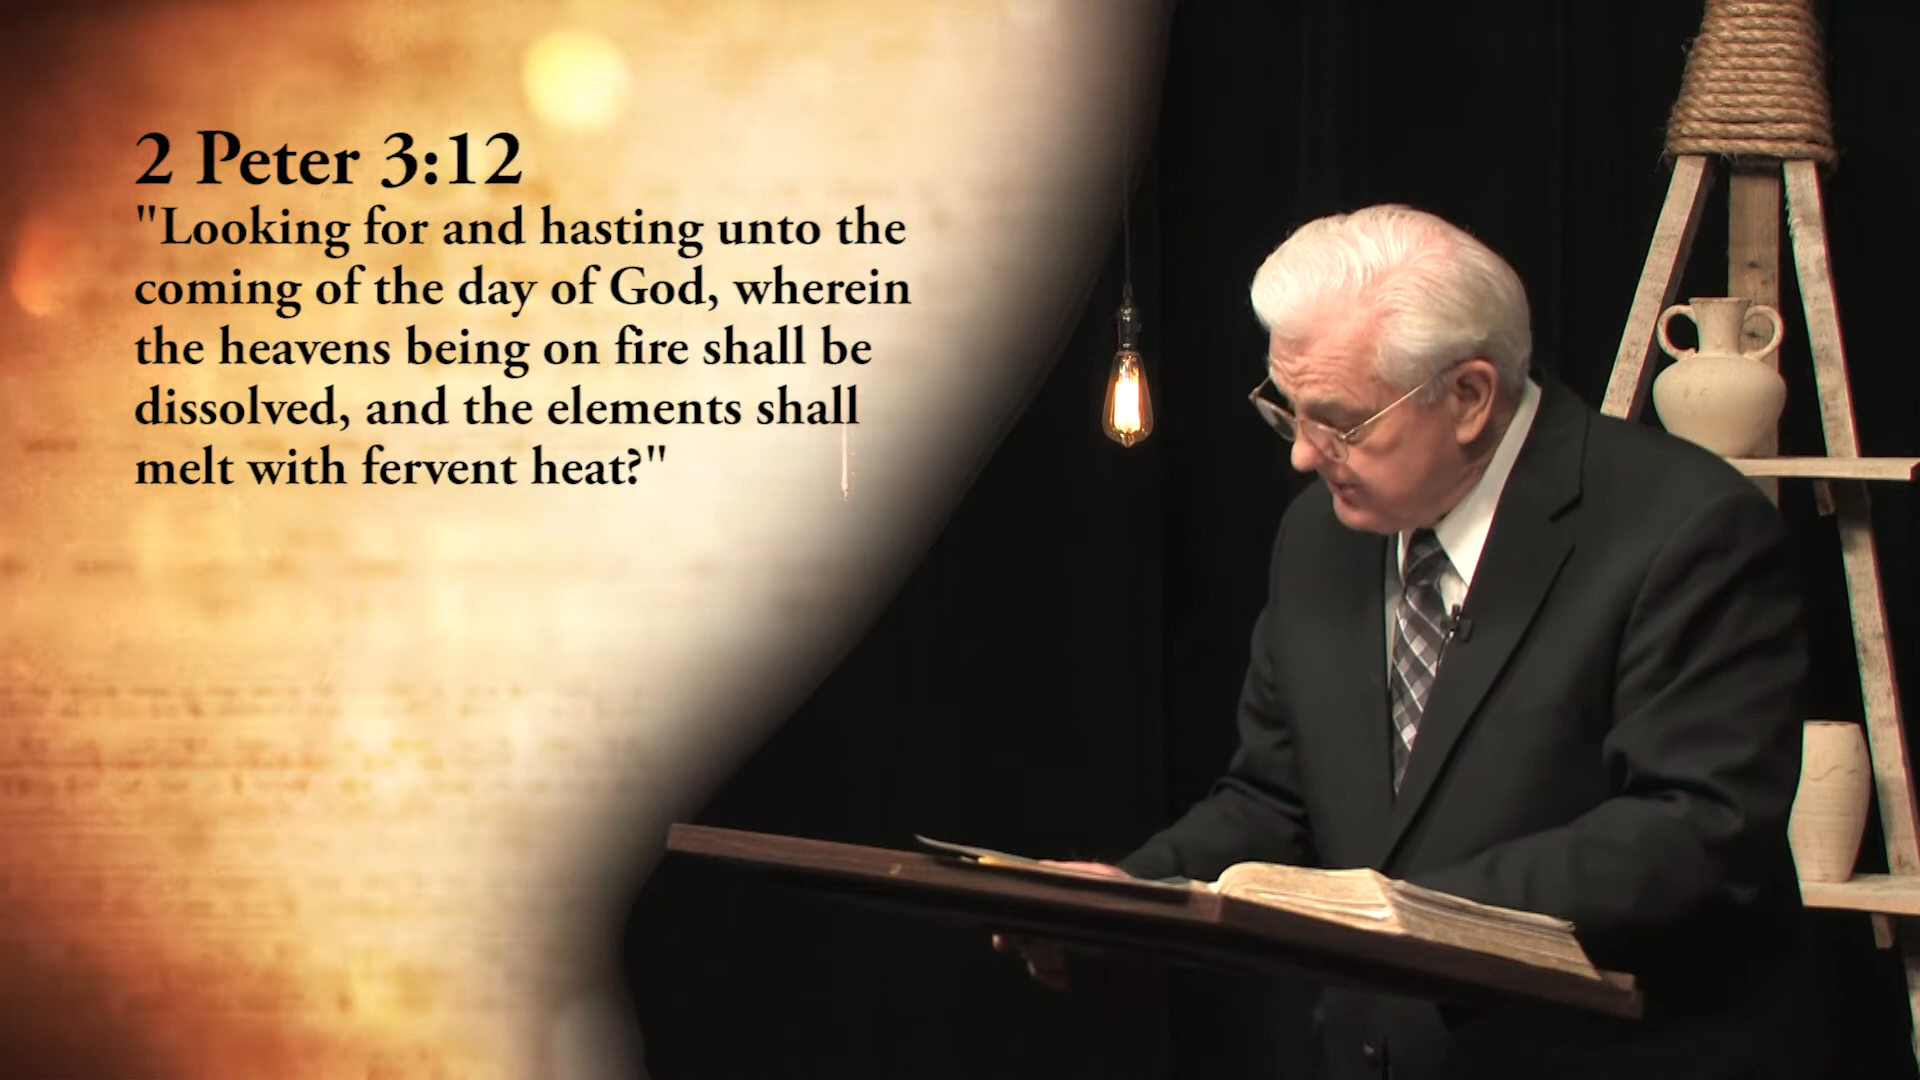 2 Peter 3:12
"Looking for and hasting unto the
coming of the day of God, wherein
the heavens being on fire shall be
dissolved, and the elements shall
melt with fervent heat?"